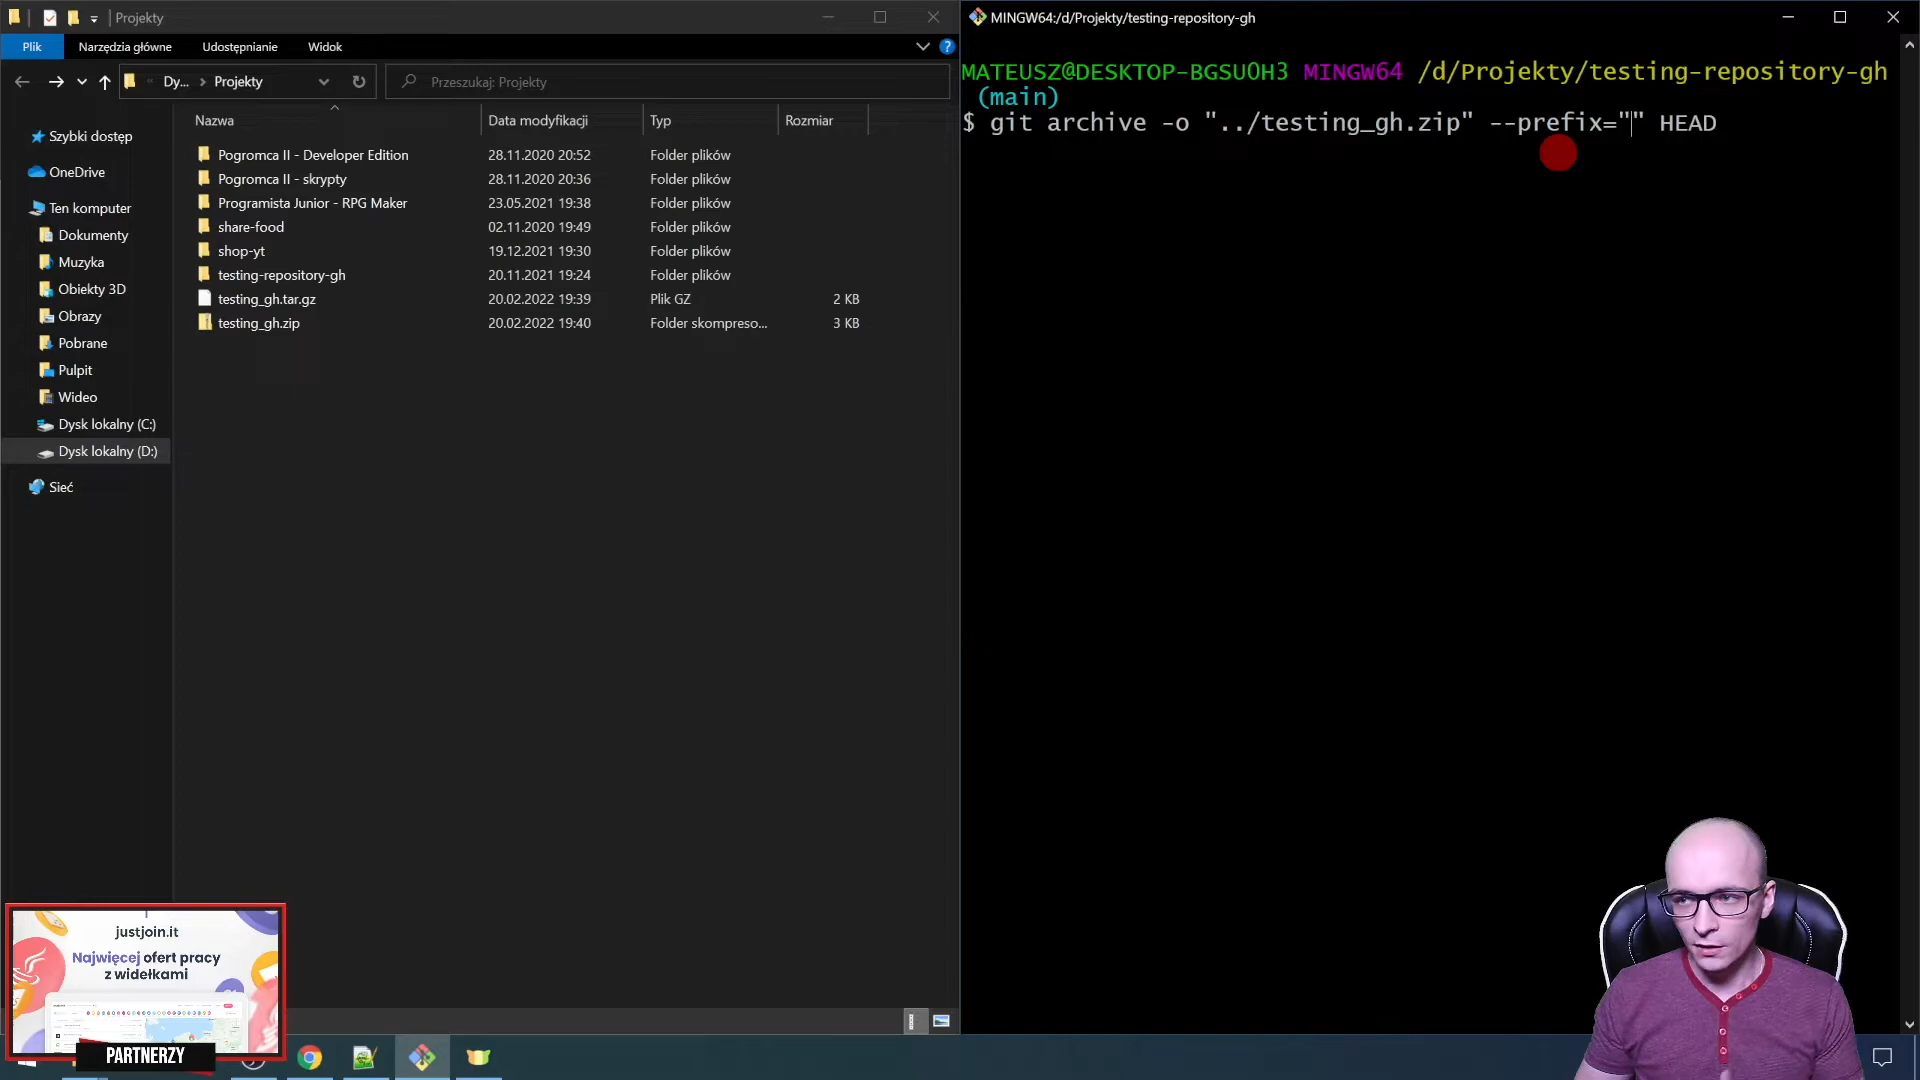 Projekty
Plik Narzędzia główne Udostępnianie Widok
Dy... Projekty Przeszukaj: Projekty
Nazwa Data modyfikacji Typ Rozmiar
Pogromca II - Developer Edition 28.11.2020 20:52 Folder plików
Pogromca II - skrypty 28.11.2020 20:36 Folder plików
Programista Junior - RPG Maker 23.05.2021 19:38 Folder plików
share-food 02.11.2020 19:49 Folder plików
shop-yt 19.12.2021 19:30 Folder plików
testing-repository-gh 20.11.2021 19:24 Folder plików
testing_gh.tar.gz 20.02.2022 19:39 Plik GZ 2 KB
testing_gh.zip 20.02.2022 19:40 Folder skompreso... 3 KB
Szybki dostęp
OneDrive
Ten komputer
Dokumenty
Muzyka
Obiekty 3D
Obrazy
Pobrane
Pulpit
Wideo
Dysk lokalny (C:)
Dysk lokalny (D:)
Sieć
MINGW64:/d/Projekty/testing-repository-gh
MATEUSZ@DESKTOP-BGSU0H3 MINGW64 /d/Projekty/testing-repository-gh
(main)
$ git archive -o "../testing_gh.zip" --prefix="" HEAD
justjoin.it
Najwięcej ofert pracy
z widełkami
PARTNERZY